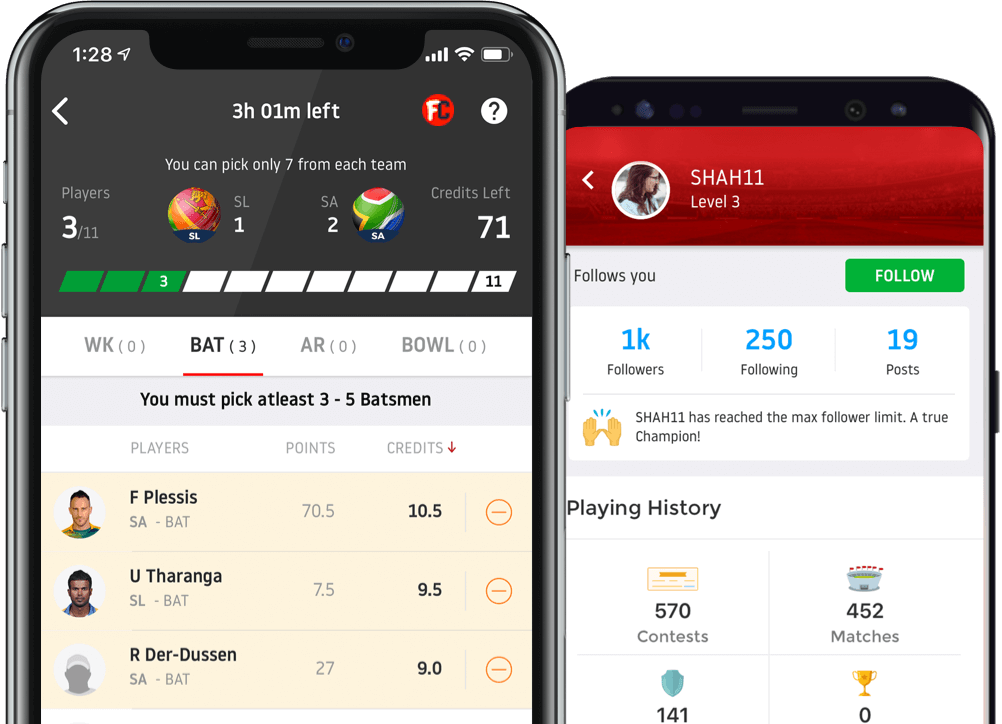 1:28
3h 01m left
FC
?
You can pick only 7 from each team
Players
3/11
SL
SL
1
SA
2
SA
Credits Left
71
3
11
WK ( 0 )
BAT ( 3 )
AR ( 0 )
BOWL ( 0 )
You must pick atleast 3 - 5 Batsmen
PLAYERS
POINTS
CREDITS
F Plessis
SA - BAT
70.5
10.5
U Tharanga
SL - BAT
7.5
9.5
R Der-Dussen
SA - BAT
27
9.0
SHAH11
Level 3
Follows you
FOLLOW
1k
Followers
250
Following
19
Posts
SHAH11 has reached the max follower limit. A true
Champion!
Playing History
570
Contests
452
Matches
141
0